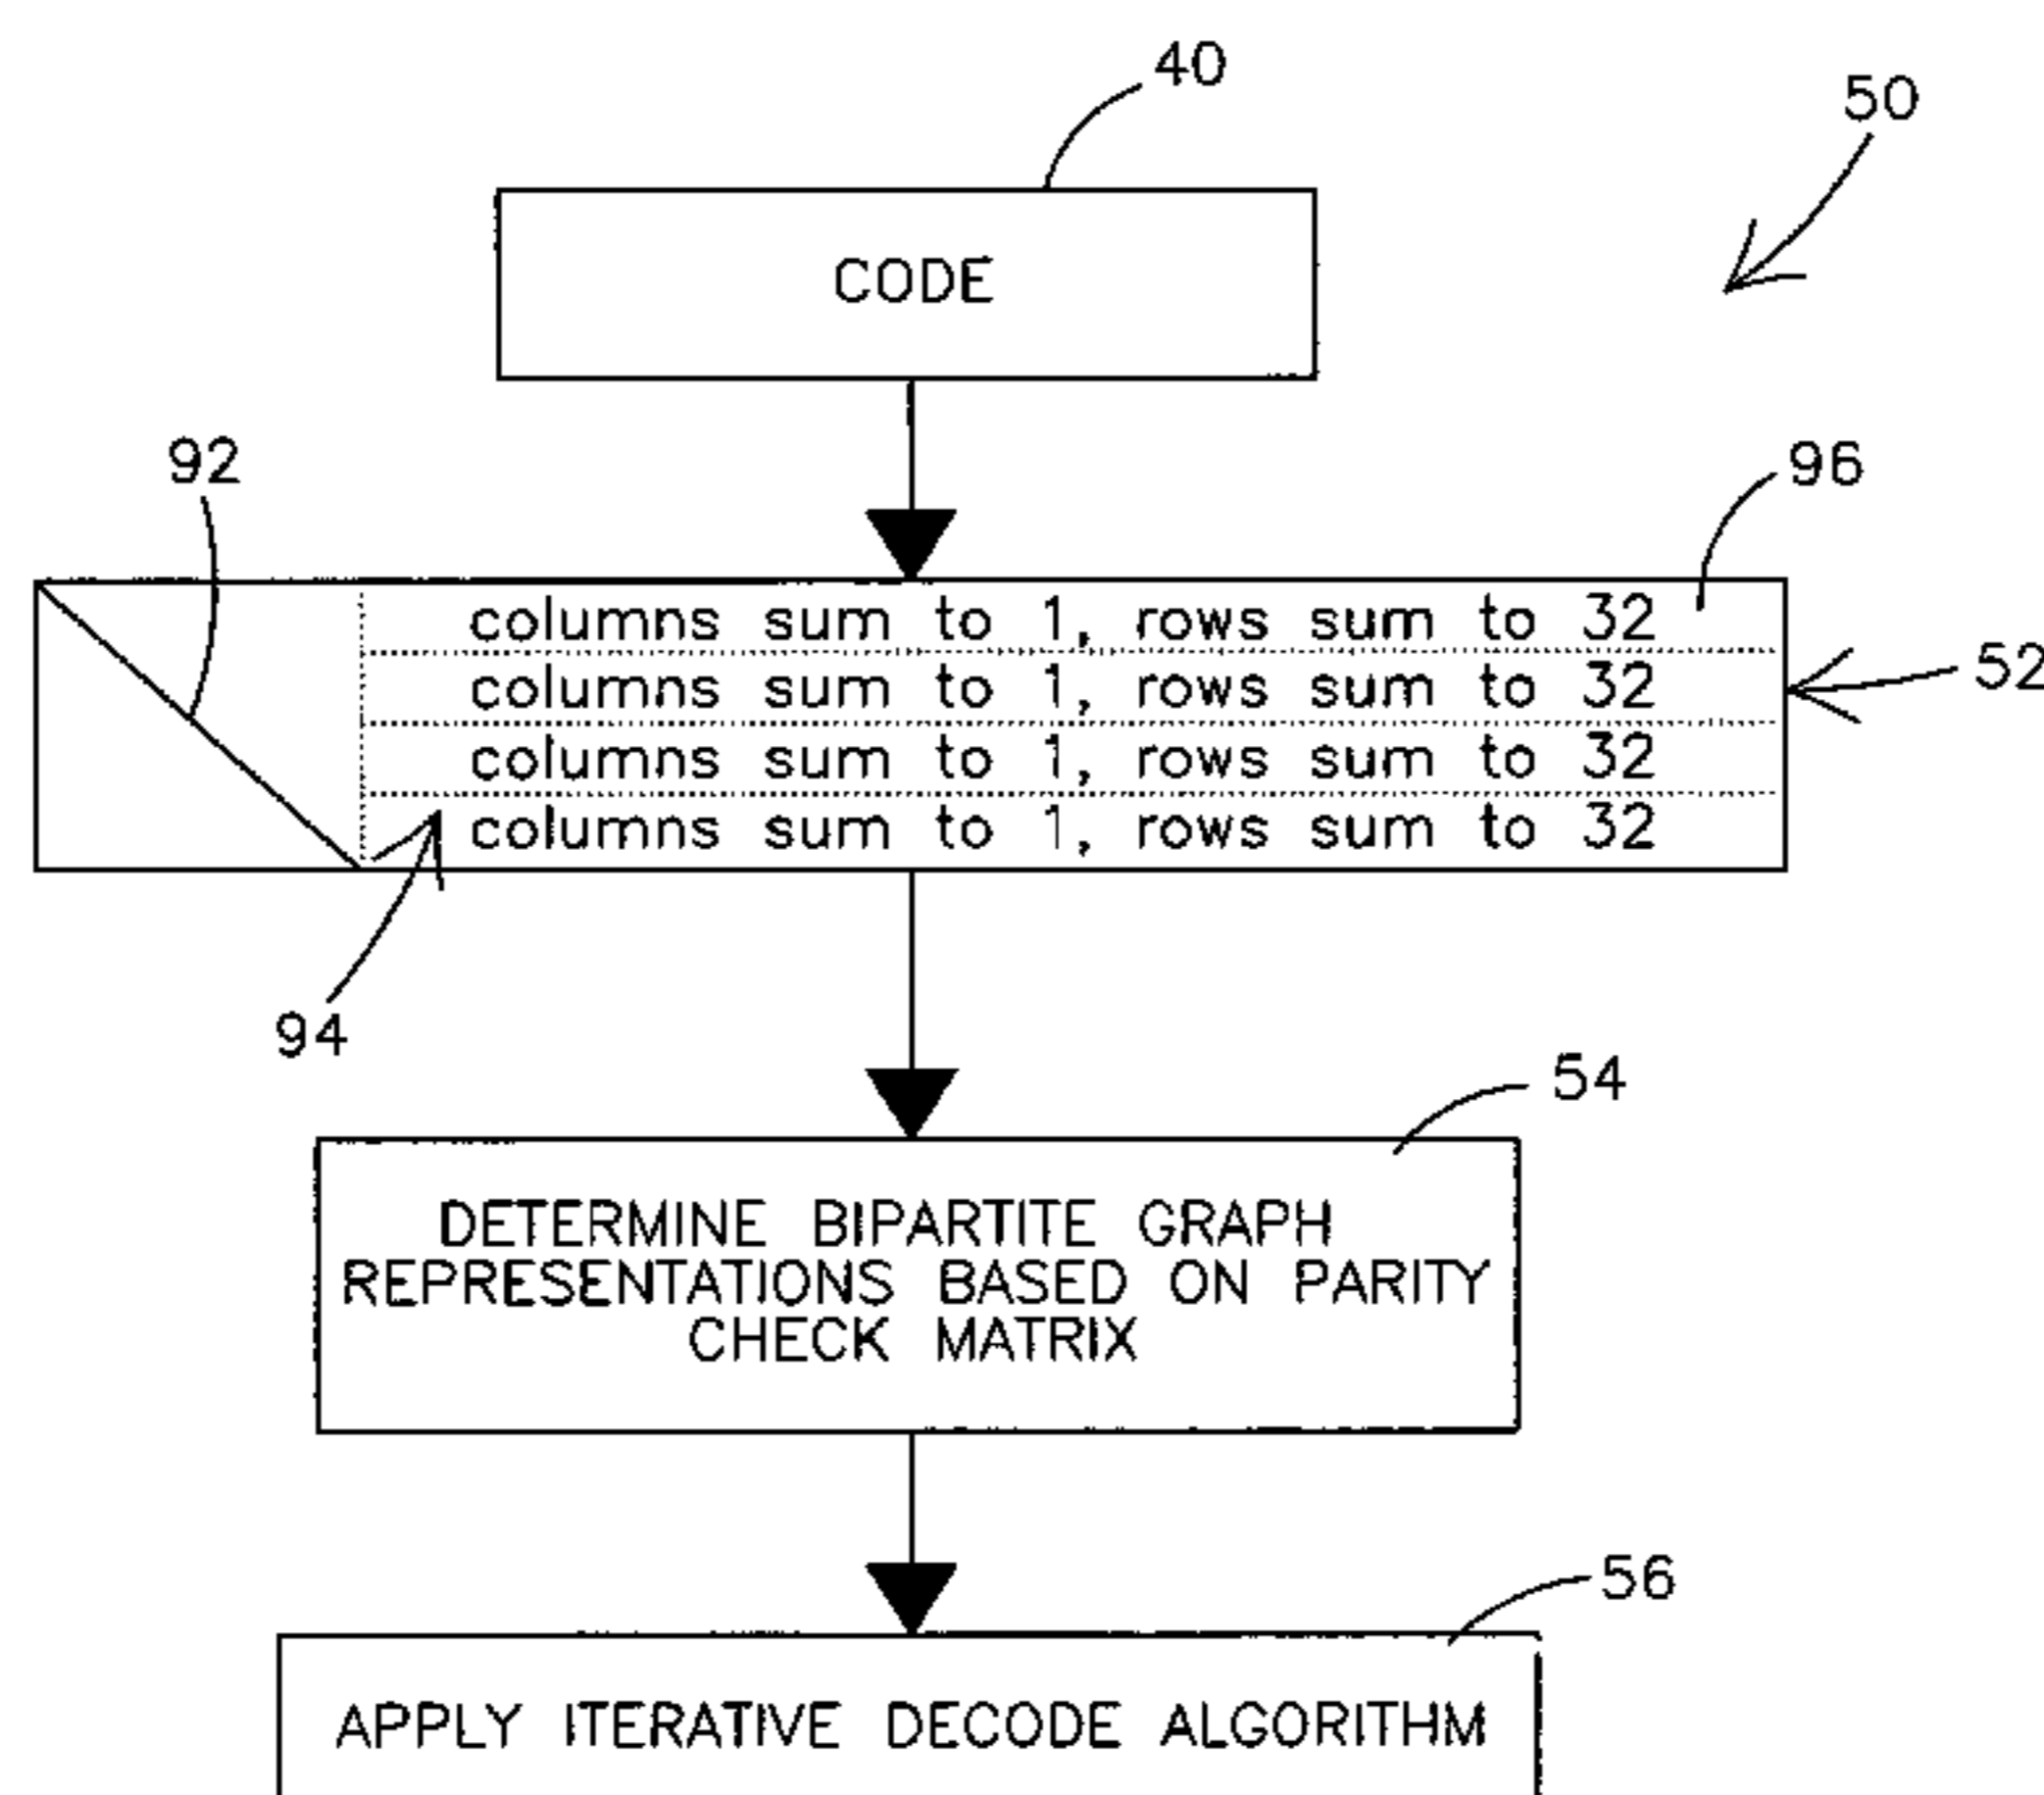 40
50
CODE
92
96
columns sum to 1, rows sum to 32
columns sum to 1, rows sum to 32
52
columns sum to 1, rows sum to 32
columns sum to 1, rows sum to 32
94
54
DETERMINE BIPARTITE GRAPH
REPRESENTATIONS BASED ON PARITY
CHECK MATRIX
56
APPLY ITERATIVE DECODE ALGORITHM